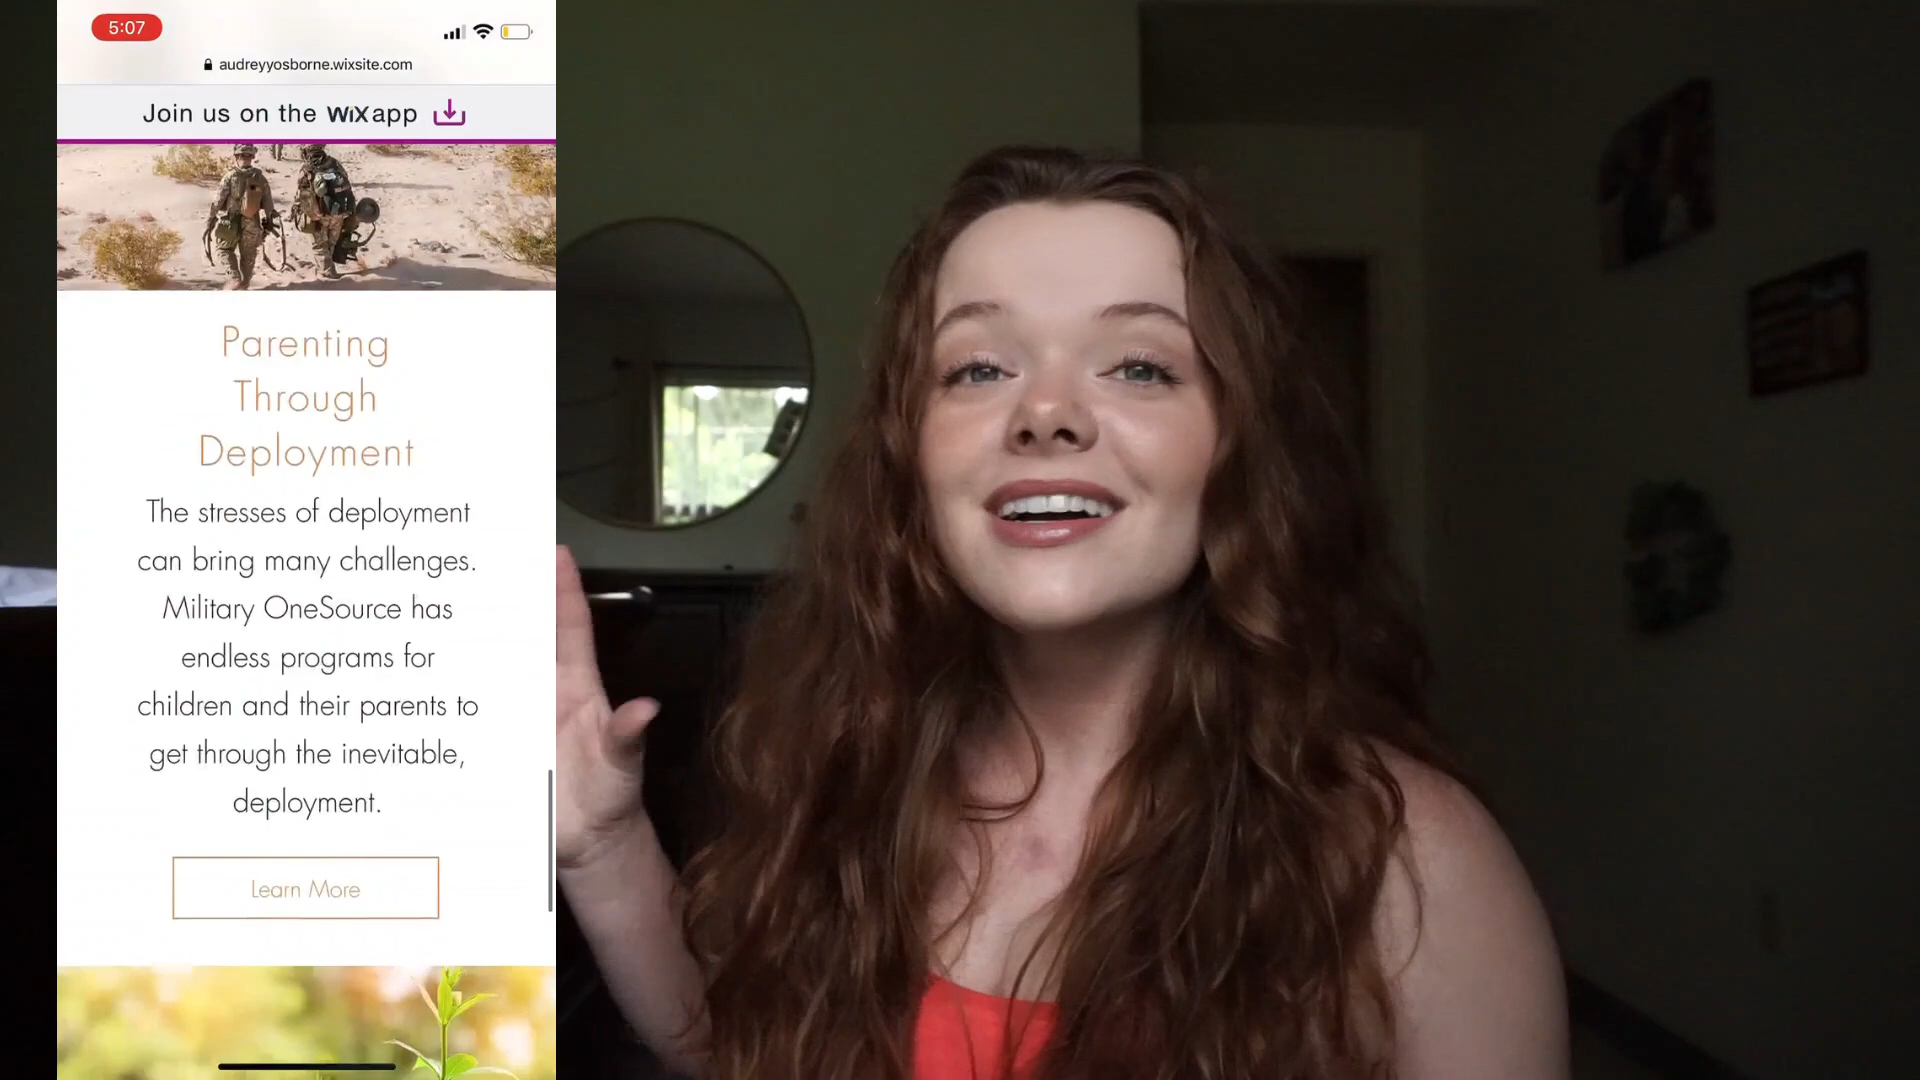 5:07
audreyyosborne.wixsite.com
Join us on the WiX app
Parenting
Through
Deployment
The stresses of deployment
can bring many challenges.
Military OneSource has
endless programs for
children and their parents to
get through the inevitable,
deployment.
Learn More